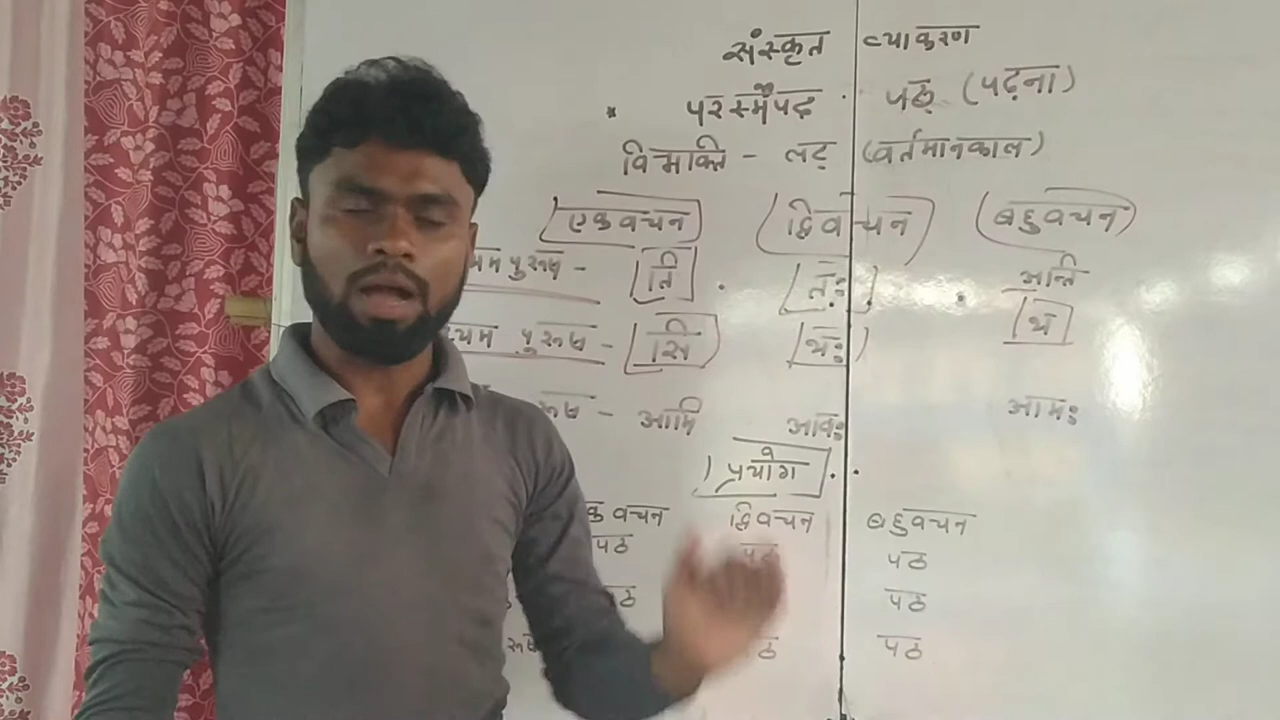 संस्कृत व्याकरण
* परस्मैपद पठ् (पढ़ना)
विभक्ति - लट् (वर्तमानकाल)
एकवचन द्विवचन बहुवचन
पुरूष - ति तः अन्ति
पुरूष - सि थः थ
- आमि आवः आमः
प्रयोग
वचन द्विवचन बहुवचन
पठ पठ पठ
पठ
पठ